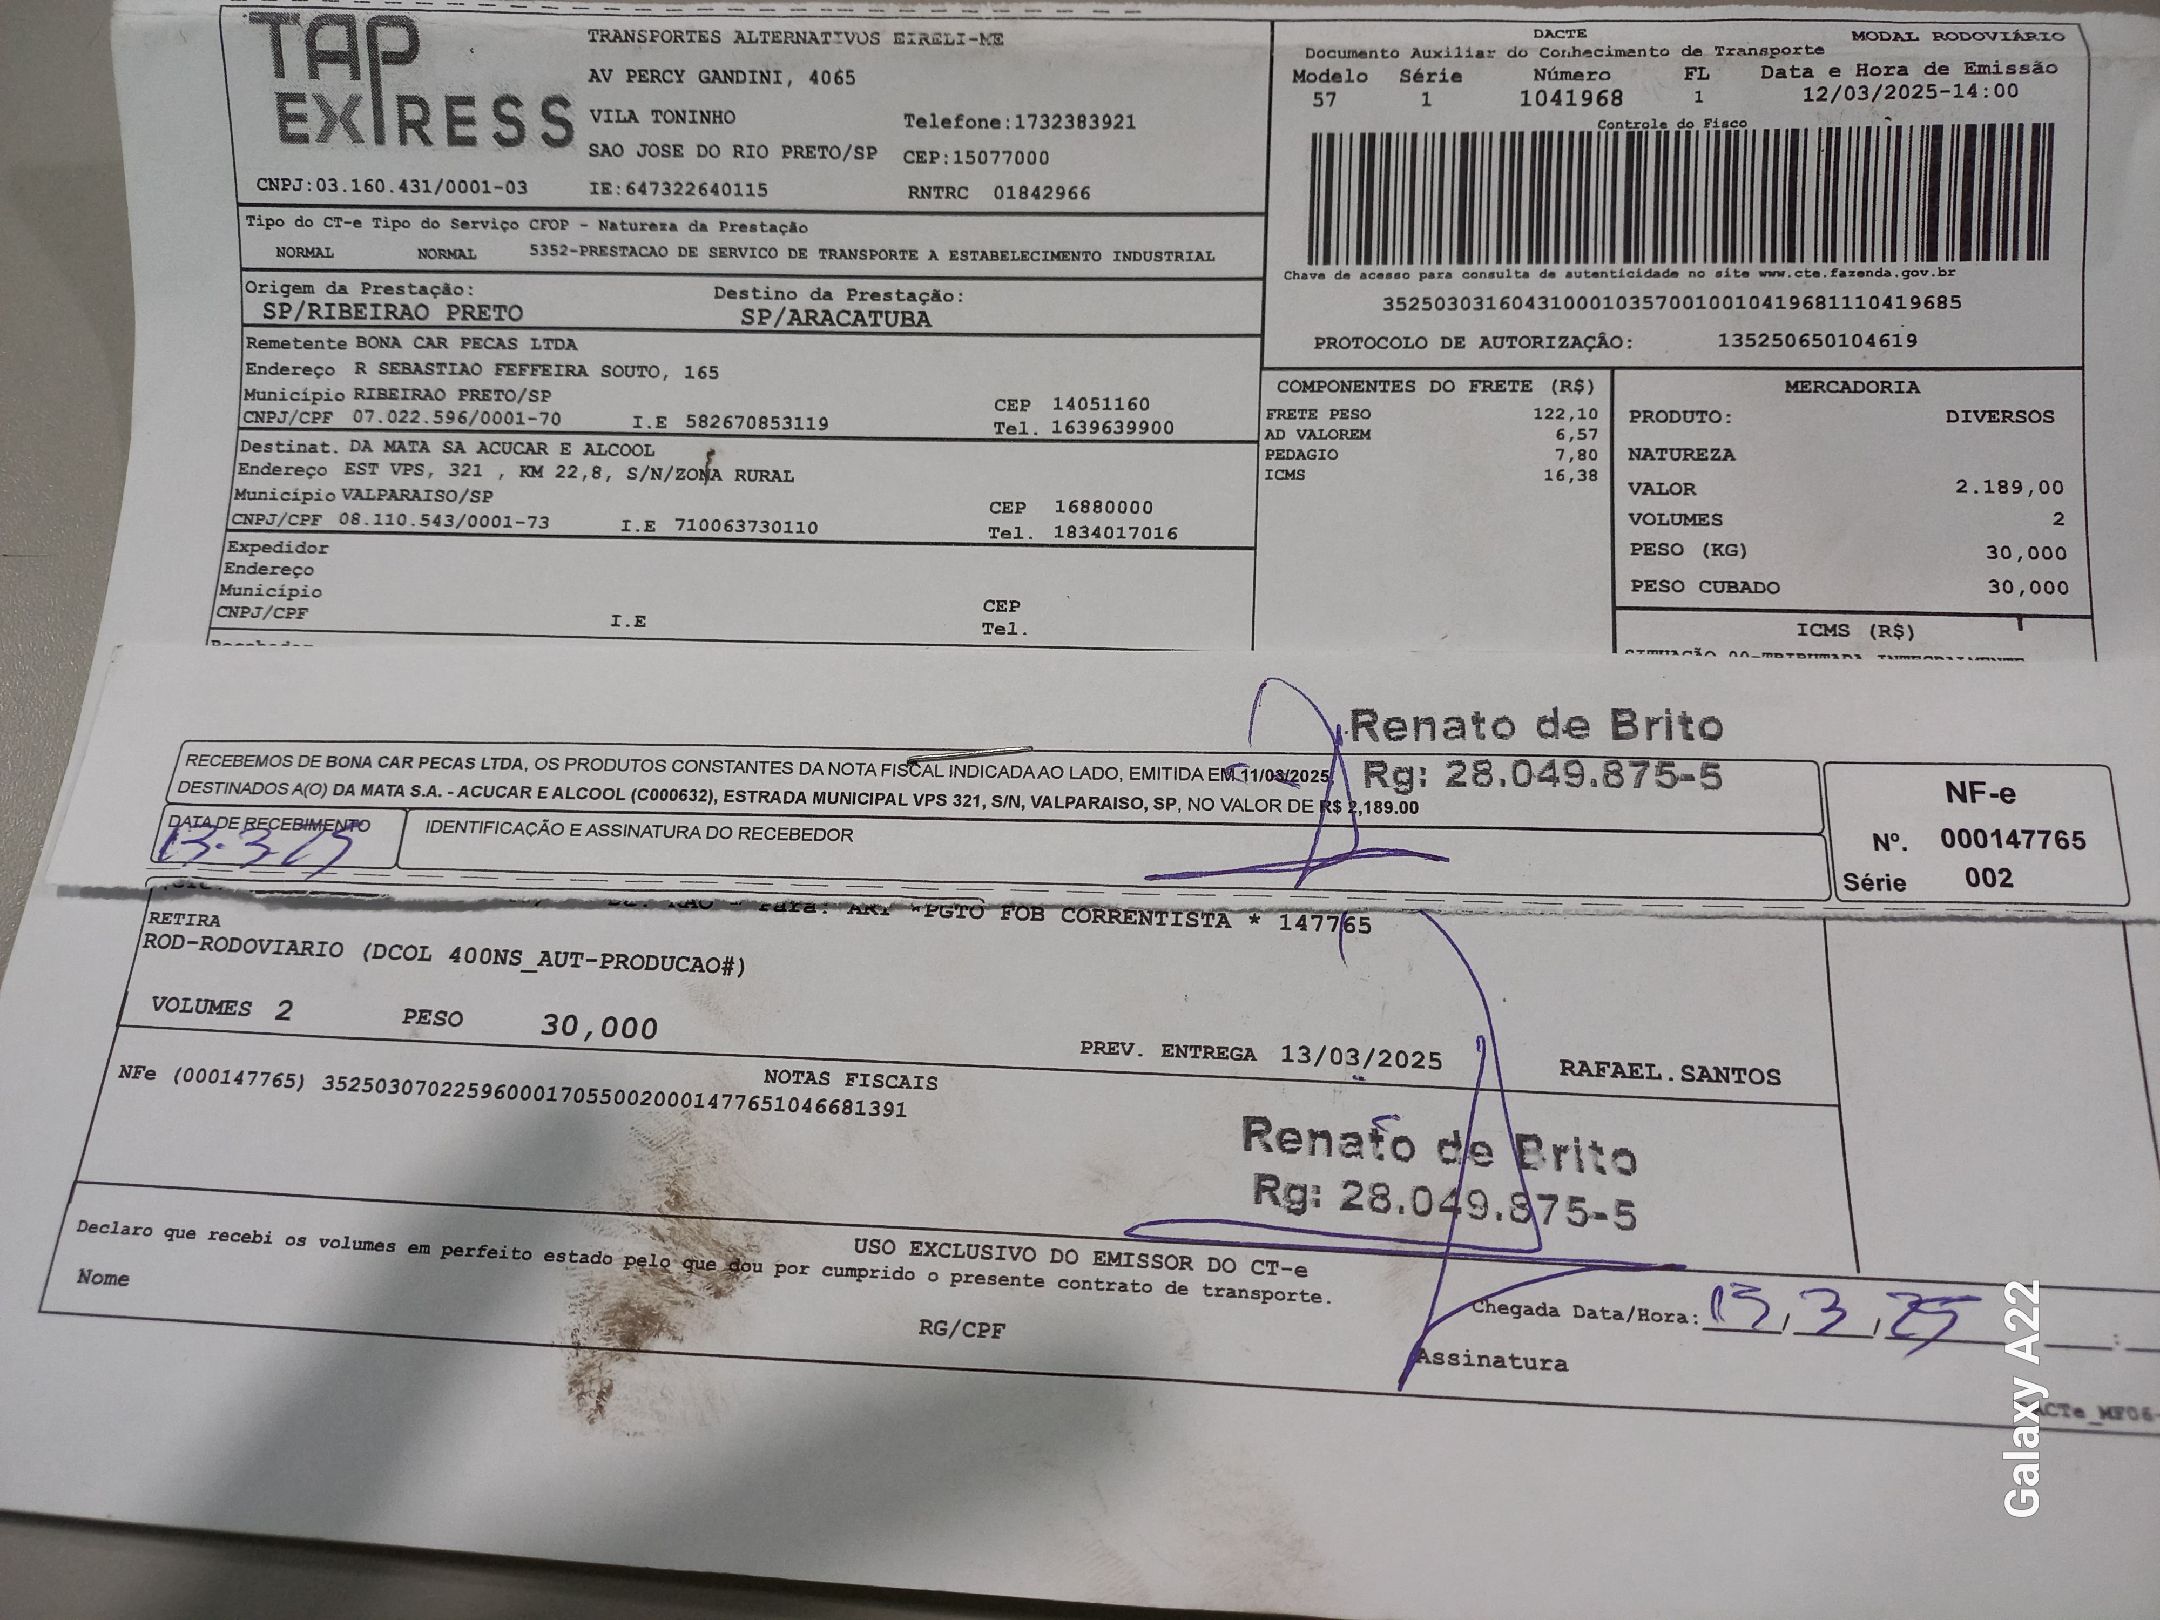 TAP EXPRESS
TRANSPORTES ALTERNATIVOS EIRELI-ME
AV PERCY GANDINI, 4065
VILA TONINHO
Telefone:1732383921
SAO JOSE DO RIO PRETO/SP CEP:15077000
CNPJ:03.160.431/0001-03 IE:647322640115 RNTRC 01842966
DACTE MODAL RODOVIÁRIO
Documento Auxiliar do Conhecimento de Transporte
Modelo Série Número FL Data e Hora de Emissão
57 1 1041968 1 12/03/2025-14:00
Controle do Fisco
Chave de acesso para consulta de autenticidade no site www.cte.fazenda.gov.br
35250303160431000103570010010419681110419685
PROTOCOLO DE AUTORIZAÇÃO: 135250650104619
Tipo do CT-e Tipo do Serviço CFOP - Natureza da Prestação
NORMAL NORMAL 5352-PRESTACAO DE SERVICO DE TRANSPORTE A ESTABELECIMENTO INDUSTRIAL
Origem da Prestação: Destino da Prestação:
SP/RIBEIRAO PRETO SP/ARACATUBA
Remetente BONA CAR PECAS LTDA
Endereço R SEBASTIAO FEFFEIRA SOUTO, 165
Município RIBEIRAO PRETO/SP CEP 14051160
CNPJ/CPF 07.022.596/0001-70 I.E 582670853119 Tel. 1639639900
Destinat. DA MATA SA ACUCAR E ALCOOL
Endereço EST VPS, 321 , KM 22,8, S/N/ZONA RURAL
Município VALPARAISO/SP CEP 16880000
CNPJ/CPF 08.110.543/0001-73 I.E 710063730110 Tel. 1834017016
Expedidor
Endereço
Município CEP
CNPJ/CPF I.E Tel.
COMPONENTES DO FRETE (R$)
FRETE PESO 122,10
AD VALOREM 6,57
PEDAGIO 7,80
ICMS 16,38
MERCADORIA
PRODUTO: DIVERSOS
NATUREZA
VALOR 2.189,00
VOLUMES 2
PESO (KG) 30,000
PESO CUBADO 30,000
ICMS (R$)
SITUAÇÃO 00-TRIBUTADA INTEGRALMENTE
Renato de Brito
Rg: 28.049.875-5
RECEBEMOS DE BONA CAR PECAS LTDA, OS PRODUTOS CONSTANTES DA NOTA FISCAL INDICADA AO LADO, EMITIDA EM 11/03/2025,
DESTINADOS A(O) DA MATA S.A. - ACUCAR E ALCOOL (C000632), ESTRADA MUNICIPAL VPS 321, S/N, VALPARAISO, SP, NO VALOR DE R$ 2,189.00
DATA DE RECEBIMENTO IDENTIFICAÇÃO E ASSINATURA DO RECEBEDOR
13.3.25
NF-e
Nº. 000147765
Série 002
Para: ART *PGTO FOB CORRENTISTA * 147765
RETIRA
ROD-RODOVIARIO (DCOL 400NS_AUT-PRODUCAO#)
VOLUMES 2 PESO 30,000 PREV. ENTREGA 13/03/2025 RAFAEL.SANTOS
NOTAS FISCAIS
NFe (000147765) 35250307022596000170550020001477651046681391
Renato de Brito
Rg: 28.049.875-5
USO EXCLUSIVO DO EMISSOR DO CT-e
Declaro que recebi os volumes em perfeito estado pelo que dou por cumprido o presente contrato de transporte.
Nome RG/CPF Chegada Data/Hora: 13/3/25 :
Assinatura
Galaxy A22